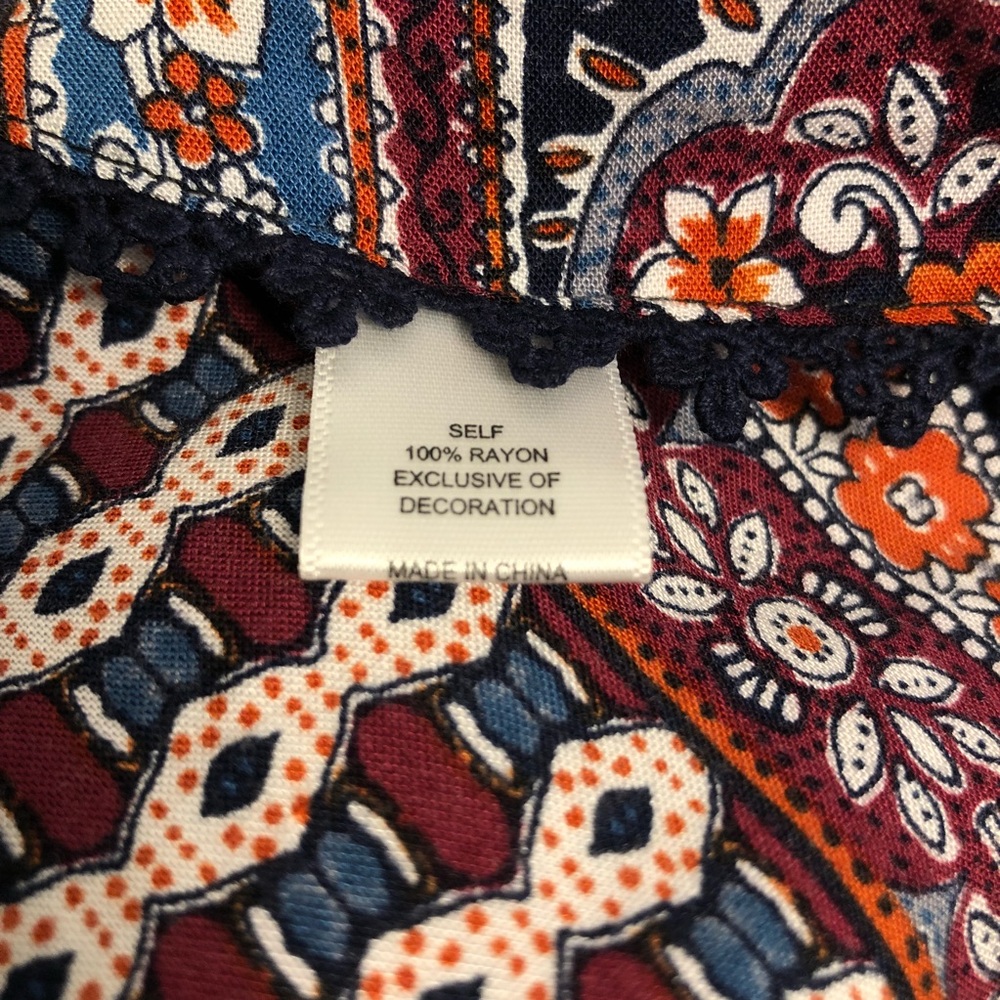 SELF
100% RAYON
EXCLUSIVE OF
DECORATION
MADE IN CHINA